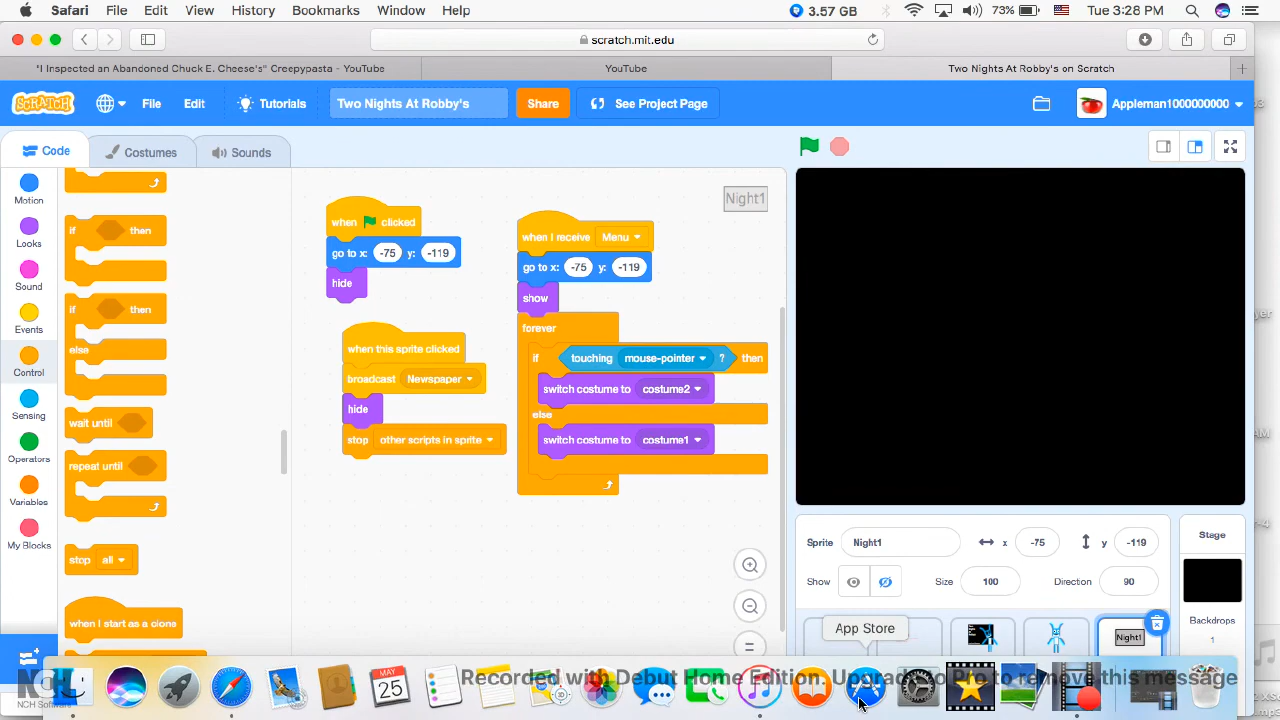 Safari File Edit View History Bookmarks Window Help 3.57 GB 73% Tue 3:28 PM
scratch.mit.edu
"I Inspected an Abandoned Chuck E. Cheese's" Creepypasta - YouTube YouTube Two Nights At Robby's on Scratch
SCRATCH File Edit Tutorials Two Nights At Robby's Share See Project Page Appleman1000000000
Code Costumes Sounds
Motion
Looks
Sound
Events
Control
Sensing
Operators
Variables
My Blocks
if then
if then
else
wait until
repeat until
stop all
when I start as a clone
when clicked
go to x: -75 y: -119
hide
when this sprite clicked
broadcast Newspaper
hide
stop other scripts in sprite
when I receive Menu
go to x: -75 y: -119
show
forever
if touching mouse-pointer ? then
switch costume to costume2
else
switch costume to costume1
Night1
Sprite Night1 x -75 y -119
Show Size 100 Direction 90
Stage
Backdrops
1
Night1
App Store
MAY
25
NCH
NCH Software
Recorded with Debut Home Edition. Upgrade to Pro to remove this message